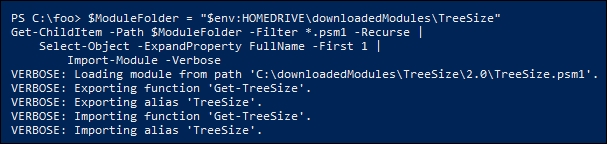 PS C:\foo> $ModuleFolder = "$env:HOMEDRIVE\downloadedModules\TreeSize"
Get-ChildItem -Path $ModuleFolder -Filter *.psm1 -Recurse |
Select-Object -ExpandProperty FullName -First 1 |
Import-Module -Verbose
VERBOSE: Loading module from path 'C:\downloadedModules\TreeSize\2.0\TreeSize.psm1'.
VERBOSE: Exporting function 'Get-TreeSize'.
VERBOSE: Exporting alias 'TreeSize'.
VERBOSE: Importing function 'Get-TreeSize'.
VERBOSE: Importing alias 'TreeSize'.